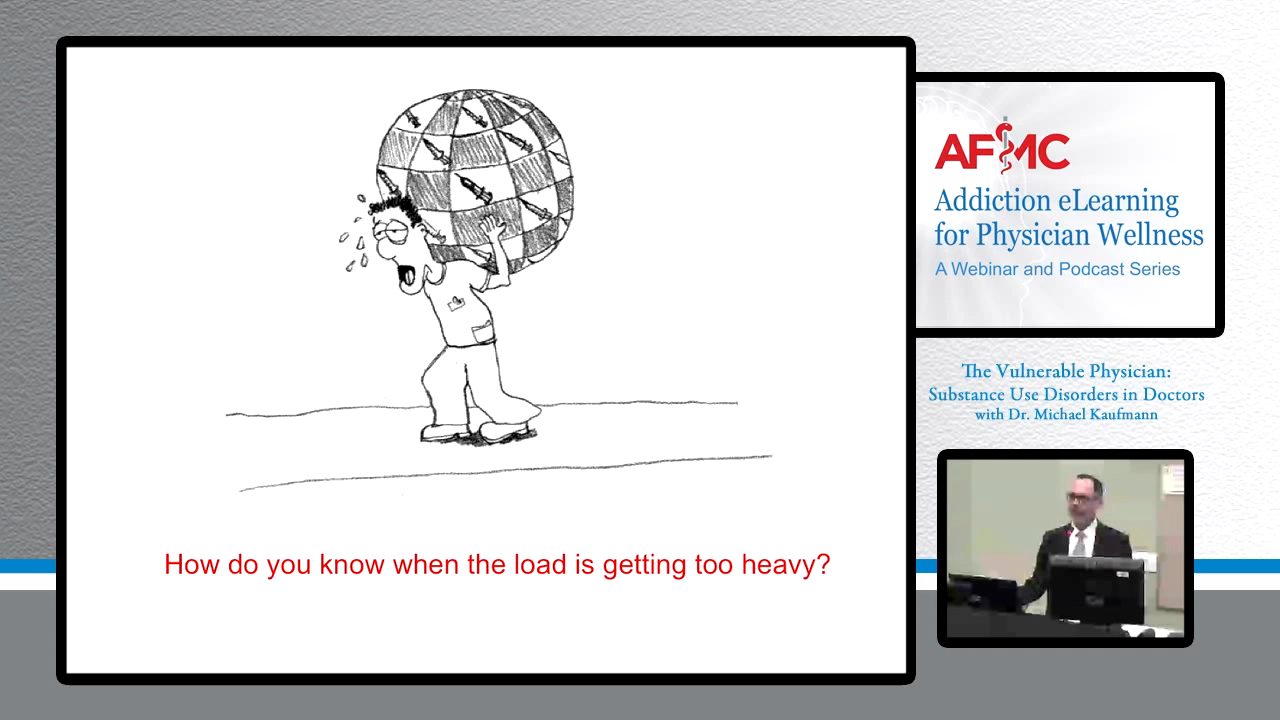 How do you know when the load is getting too heavy?
AFMC
Addiction eLearning
for Physician Wellness
A Webinar and Podcast Series
The Vulnerable Physician:
Substance Use Disorders in Doctors
with Dr. Michael Kaufmann